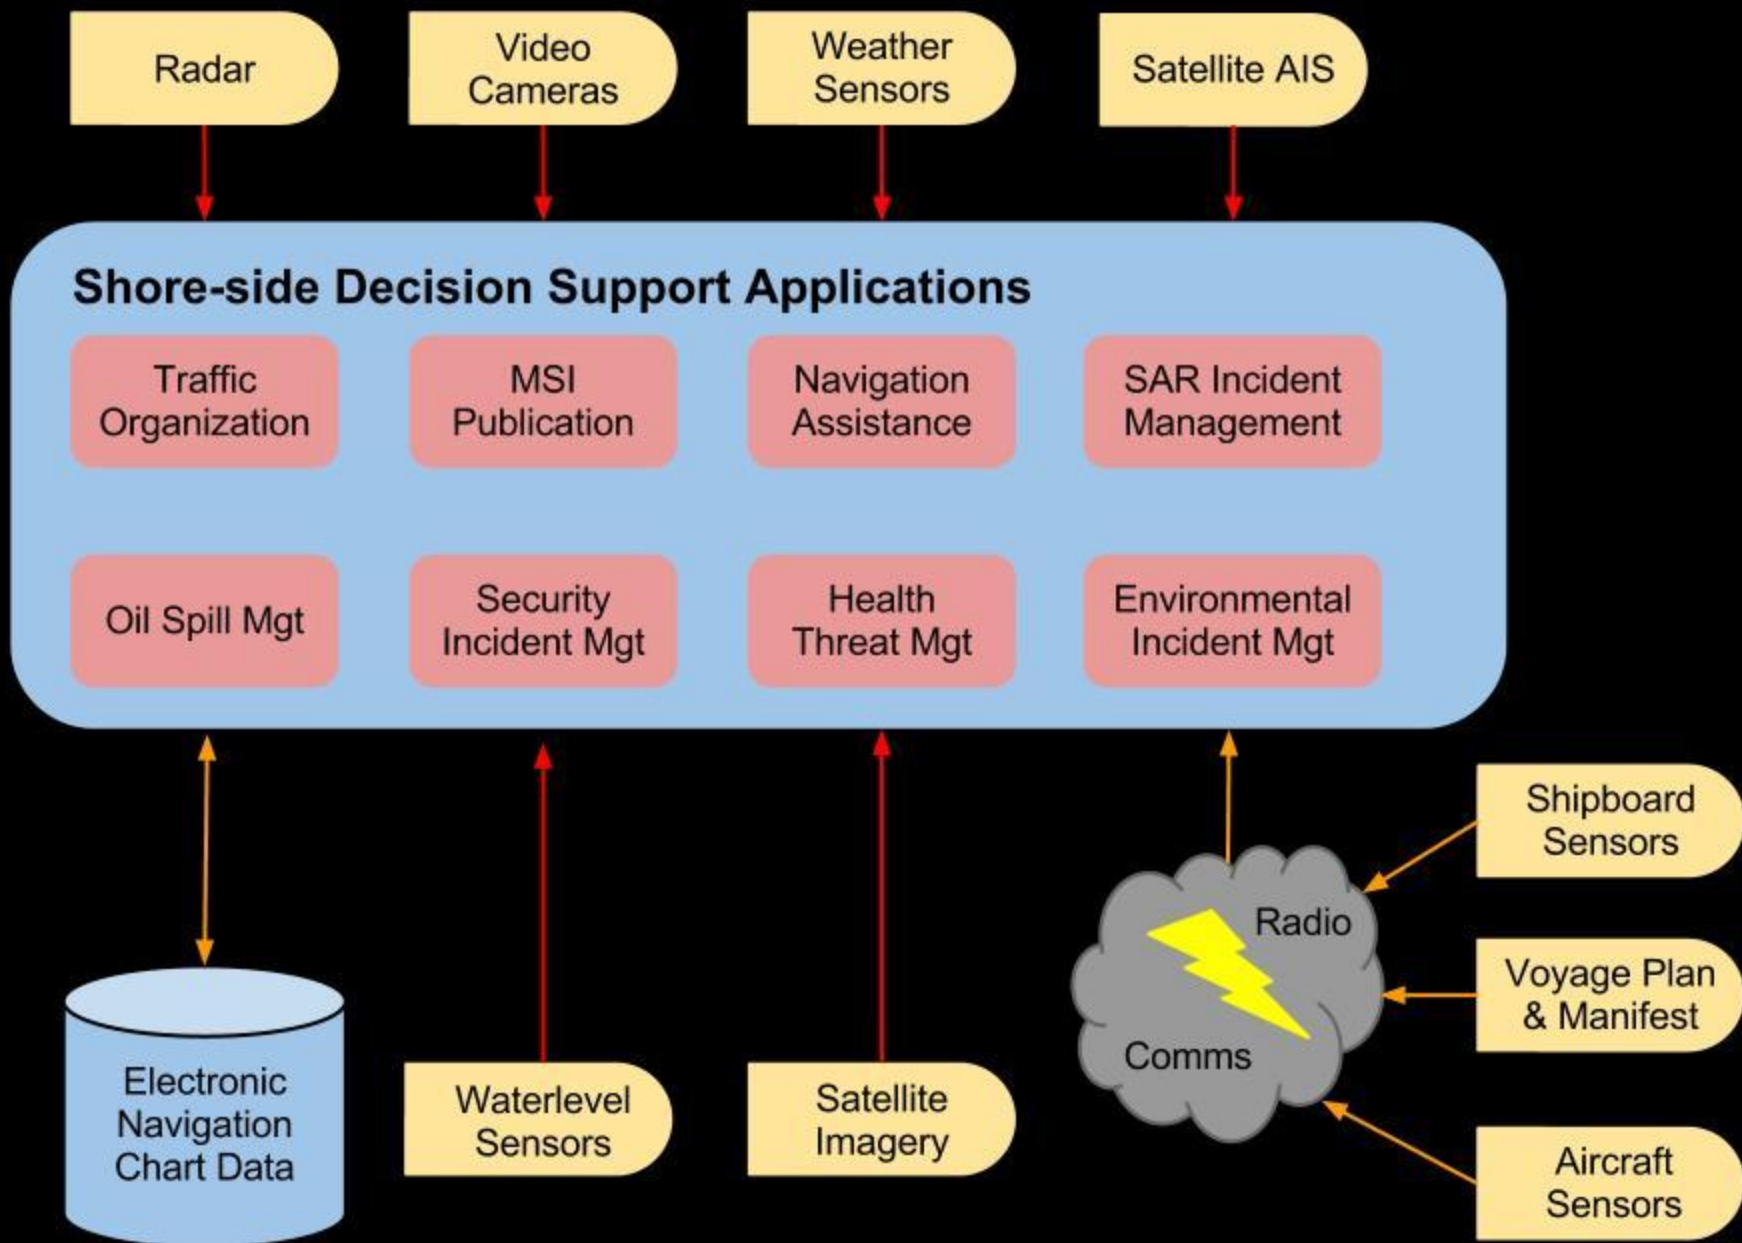 Radar
Video
Cameras
Weather
Sensors
Satellite AIS
Shore-side Decision Support Applications
Traffic
Organization
MSI
Publication
Navigation
Assistance
SAR Incident
Management
Oil Spill Mgt
Security
Incident Mgt
Health
Threat Mgt
Environmental
Incident Mgt
Shipboard
Sensors
Radio
Voyage Plan
& Manifest
Comms
Electronic
Navigation
Chart Data
Waterlevel
Sensors
Satellite
Imagery
Aircraft
Sensors